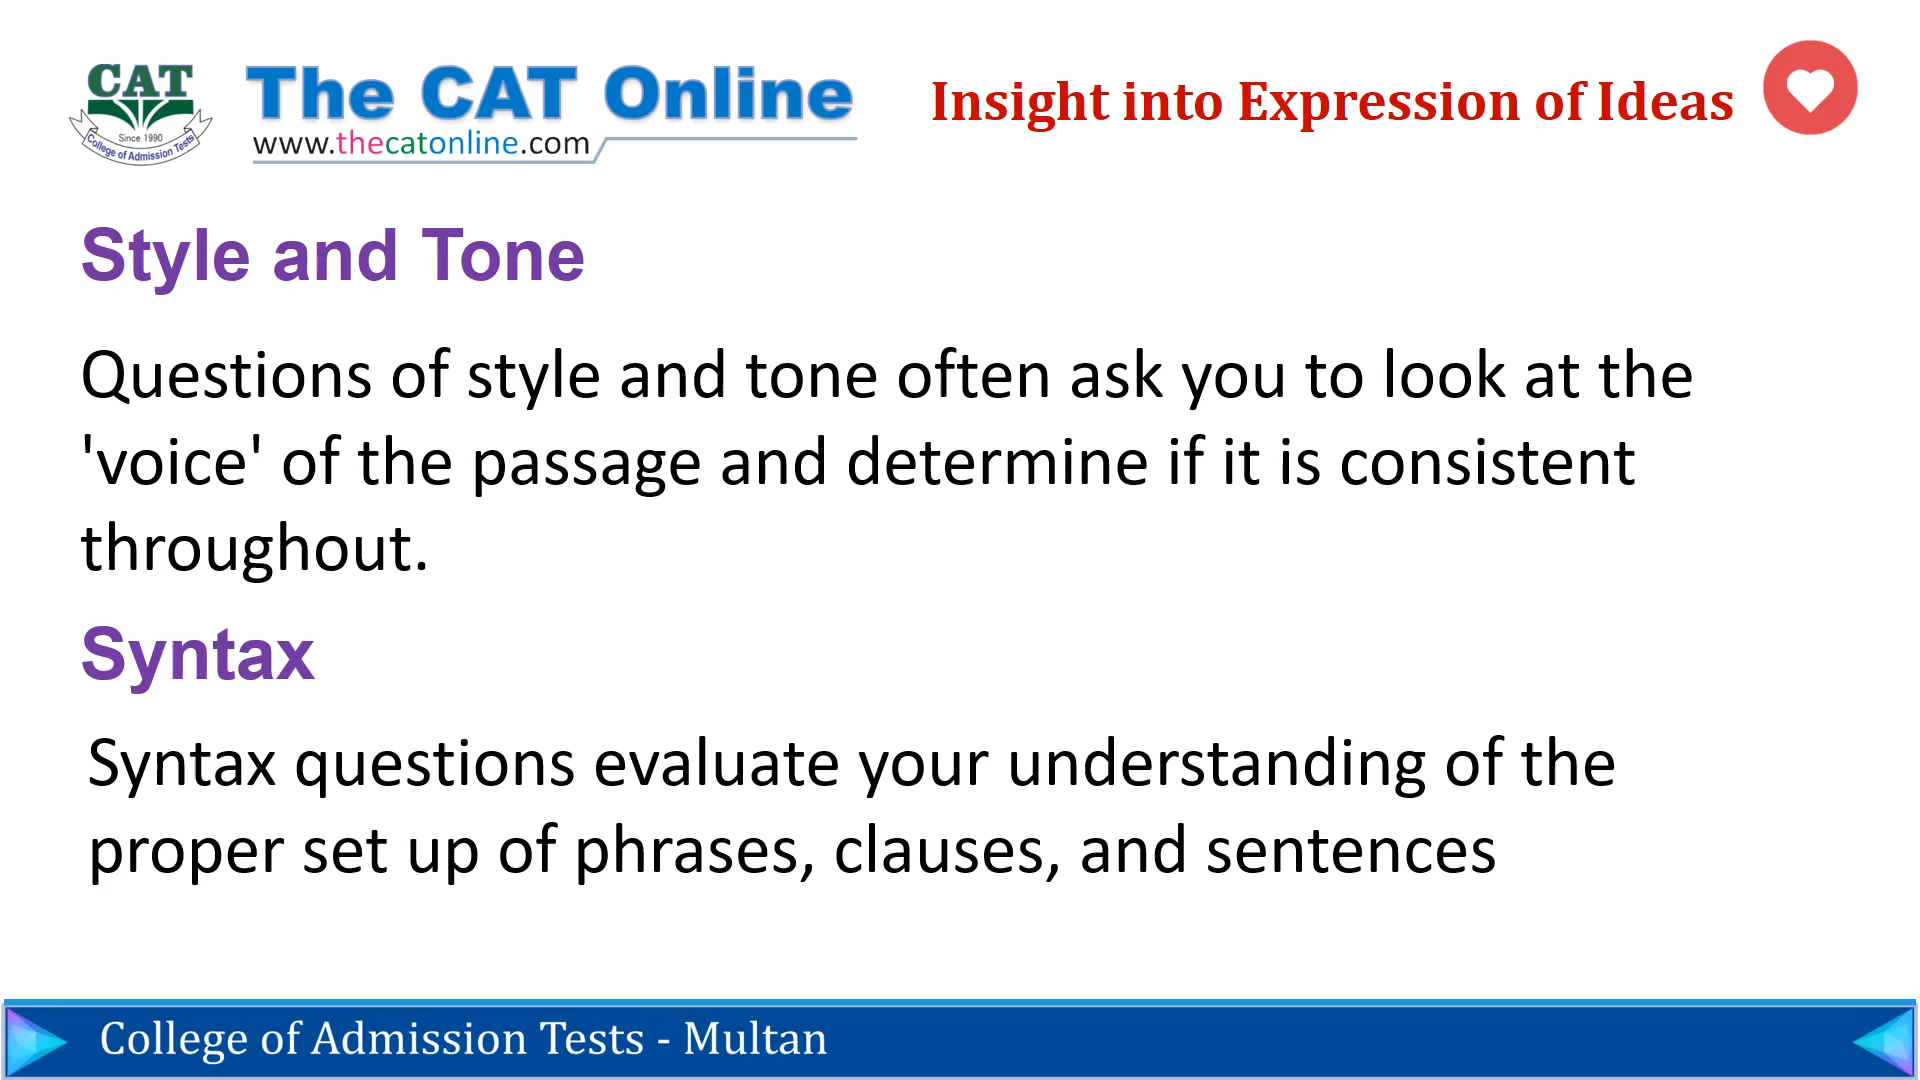 CAT
Since 1990
College of Admission Tests
The CAT Online
www.thecatonline.com
Insight into Expression of Ideas
Style and Tone
Questions of style and tone often ask you to look at the
'voice' of the passage and determine if it is consistent
throughout.
Syntax
Syntax questions evaluate your understanding of the
proper set up of phrases, clauses, and sentences
College of Admission Tests - Multan